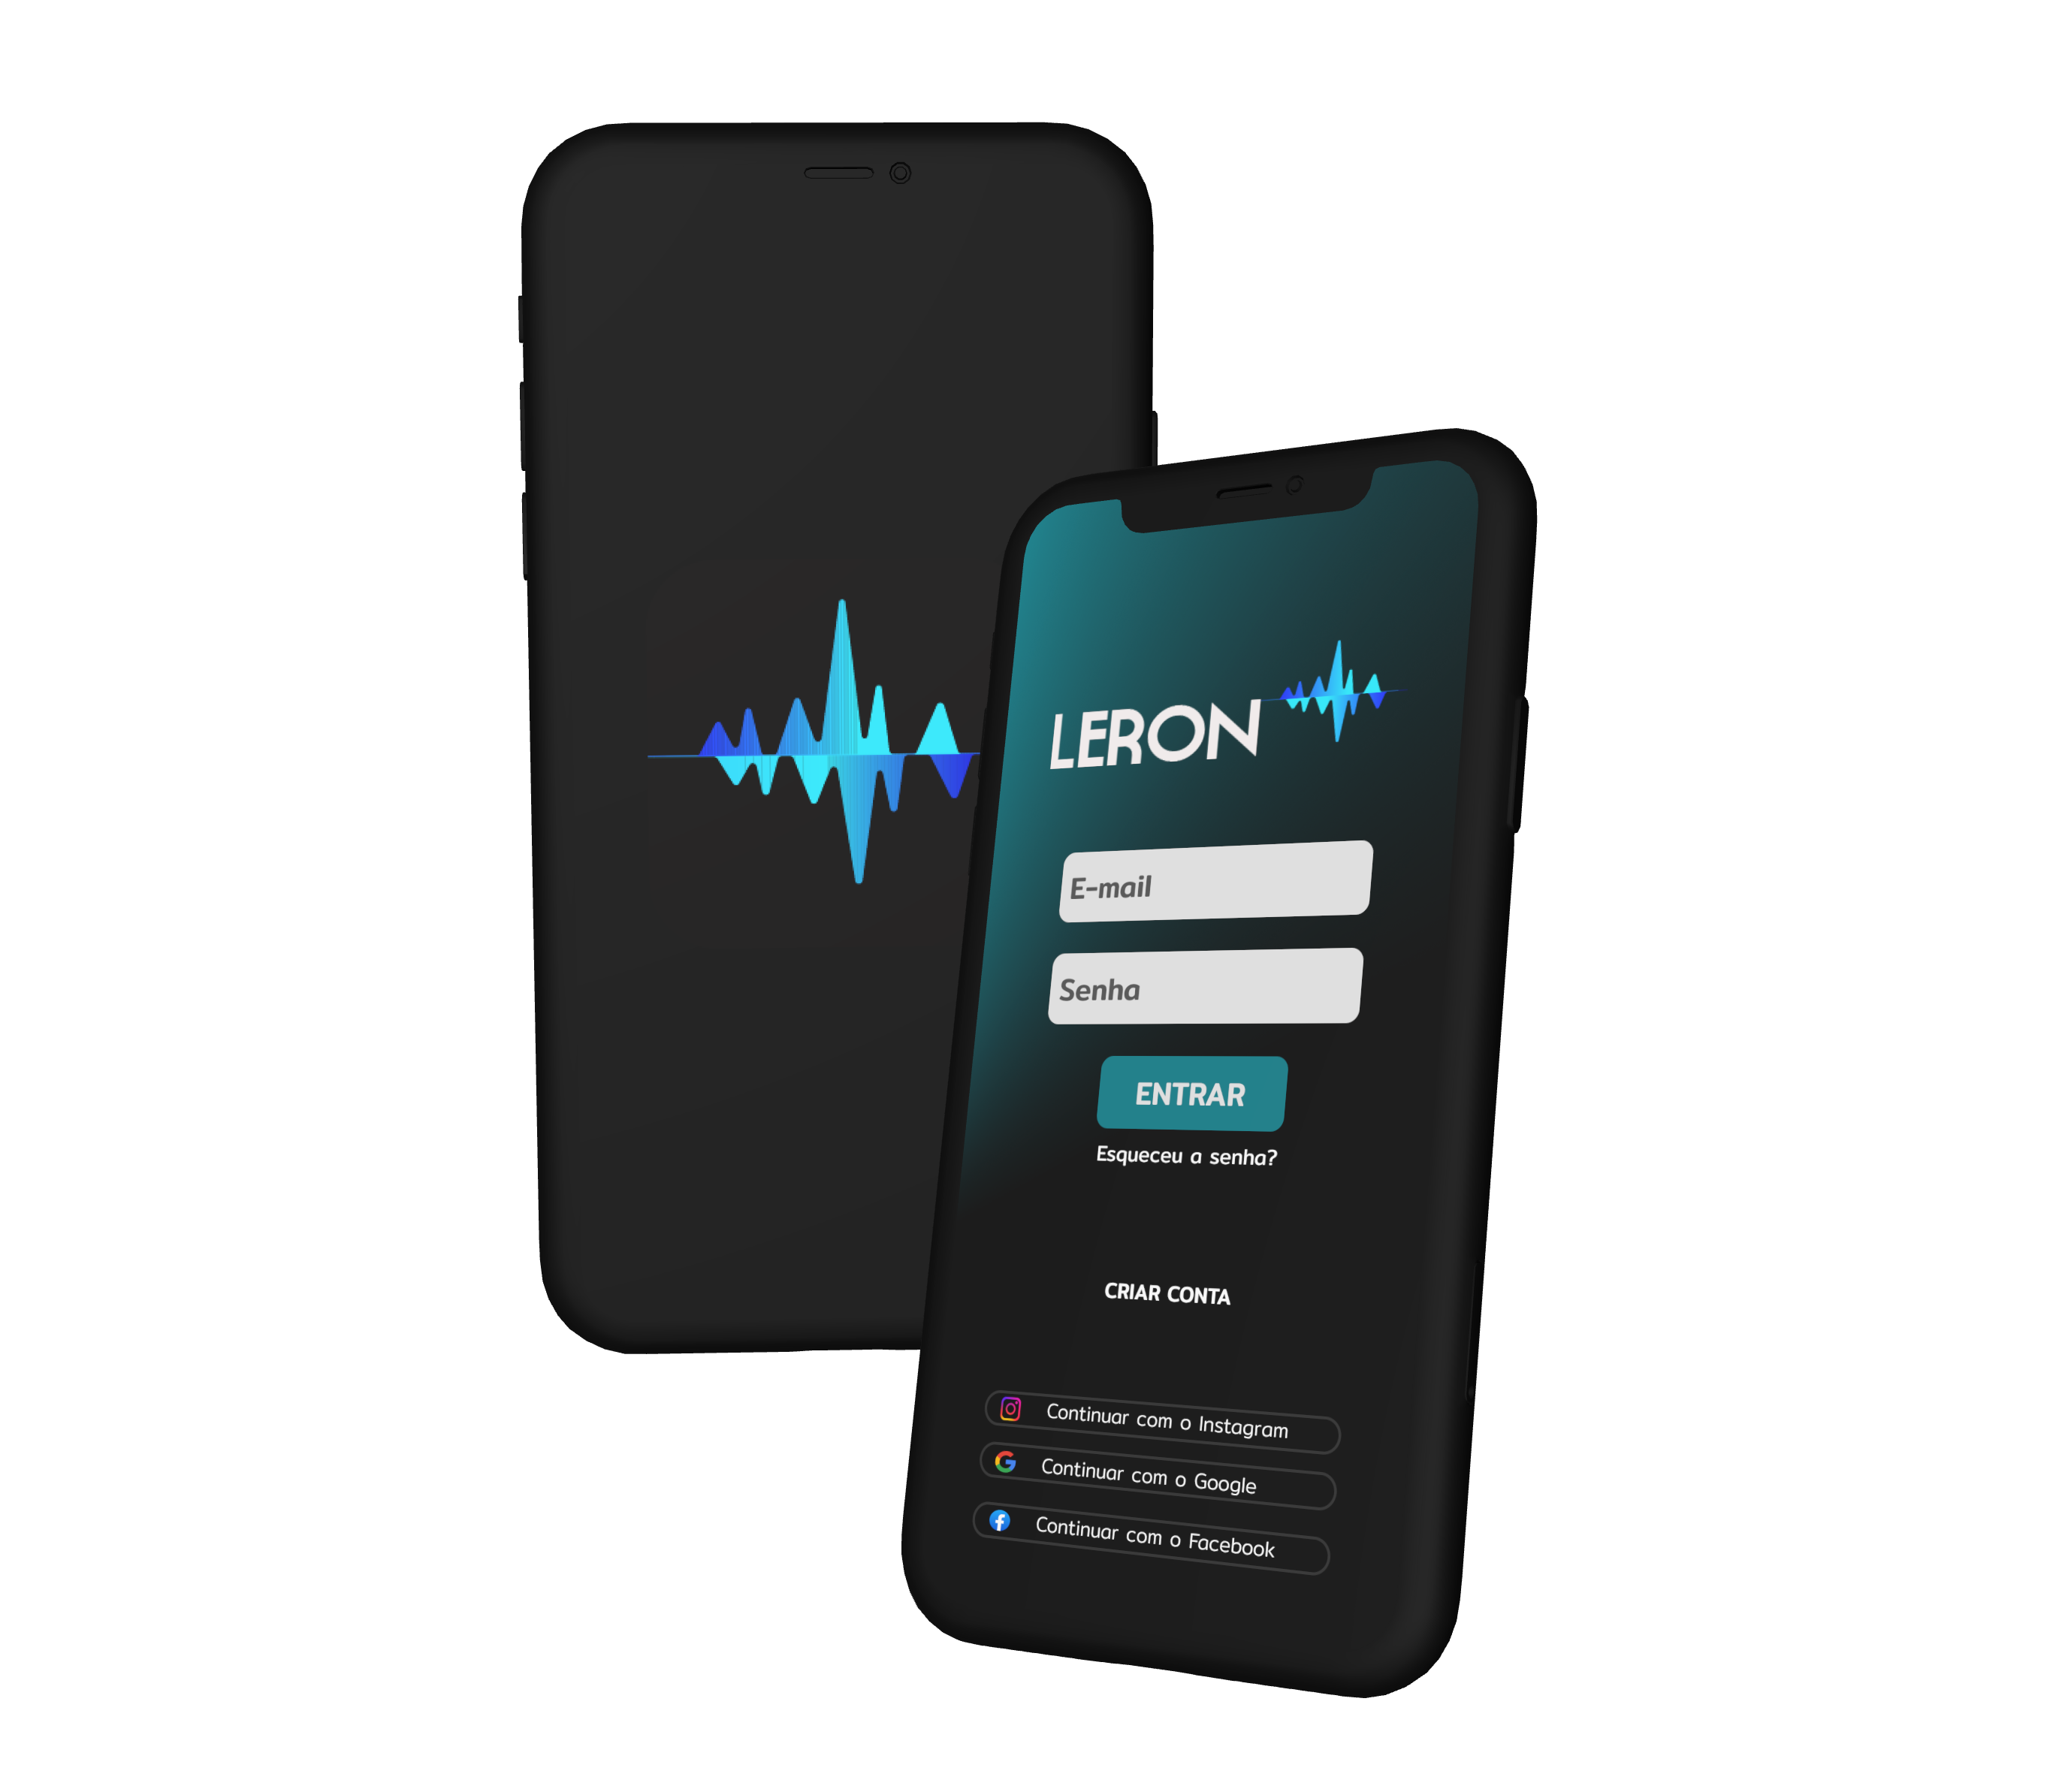 LERON
E-mail
Senha
ENTRAR
Esqueceu a senha?
CRIAR CONTA
Continuar com o Instagram
Continuar com o Google
Continuar com o Facebook